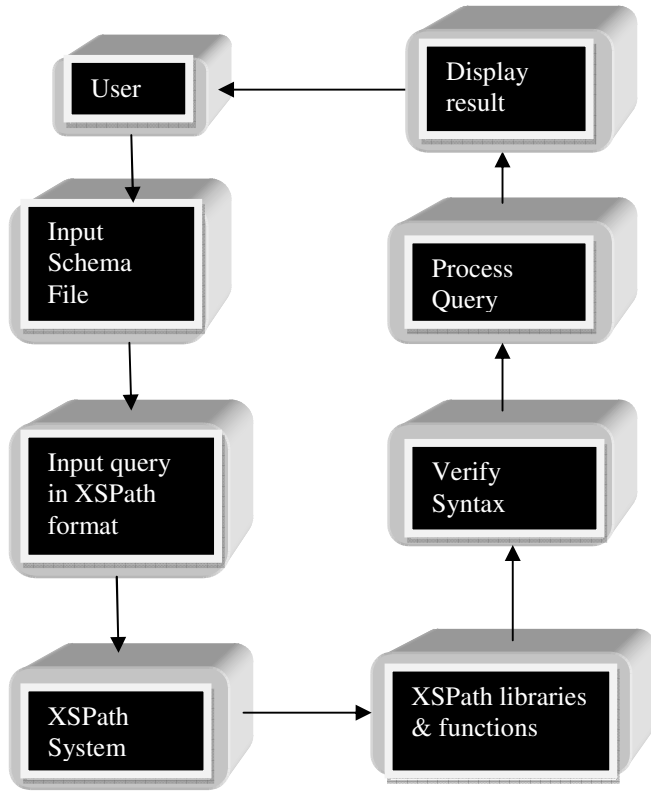 User
Input
Schema
File
Input query
in XSPath
format
XSPath
System
XSPath libraries
& functions
Verify
Syntax
Process
Query
Display
result